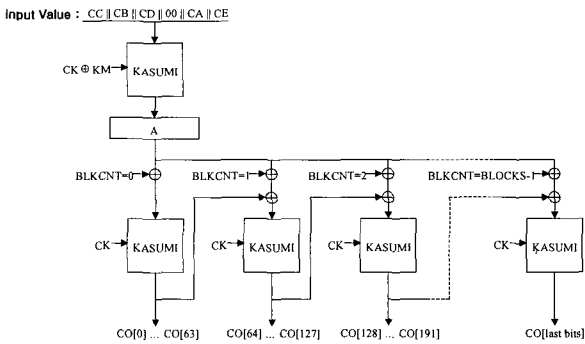 Input Value : CC || CB || CD || 00 || CA || CE
CK ⊕ KM
KASUMI
A
BLKCNT=0
BLKCNT=1
BLKCNT=2
BLKCNT=BLOCKS-1
CK
KASUMI
CK
KASUMI
CK
KASUMI
CK
KASUMI
CO[0] ... CO[63]
CO[64] ... CO[127]
CO[128] ... CO[191]
CO[last bits]